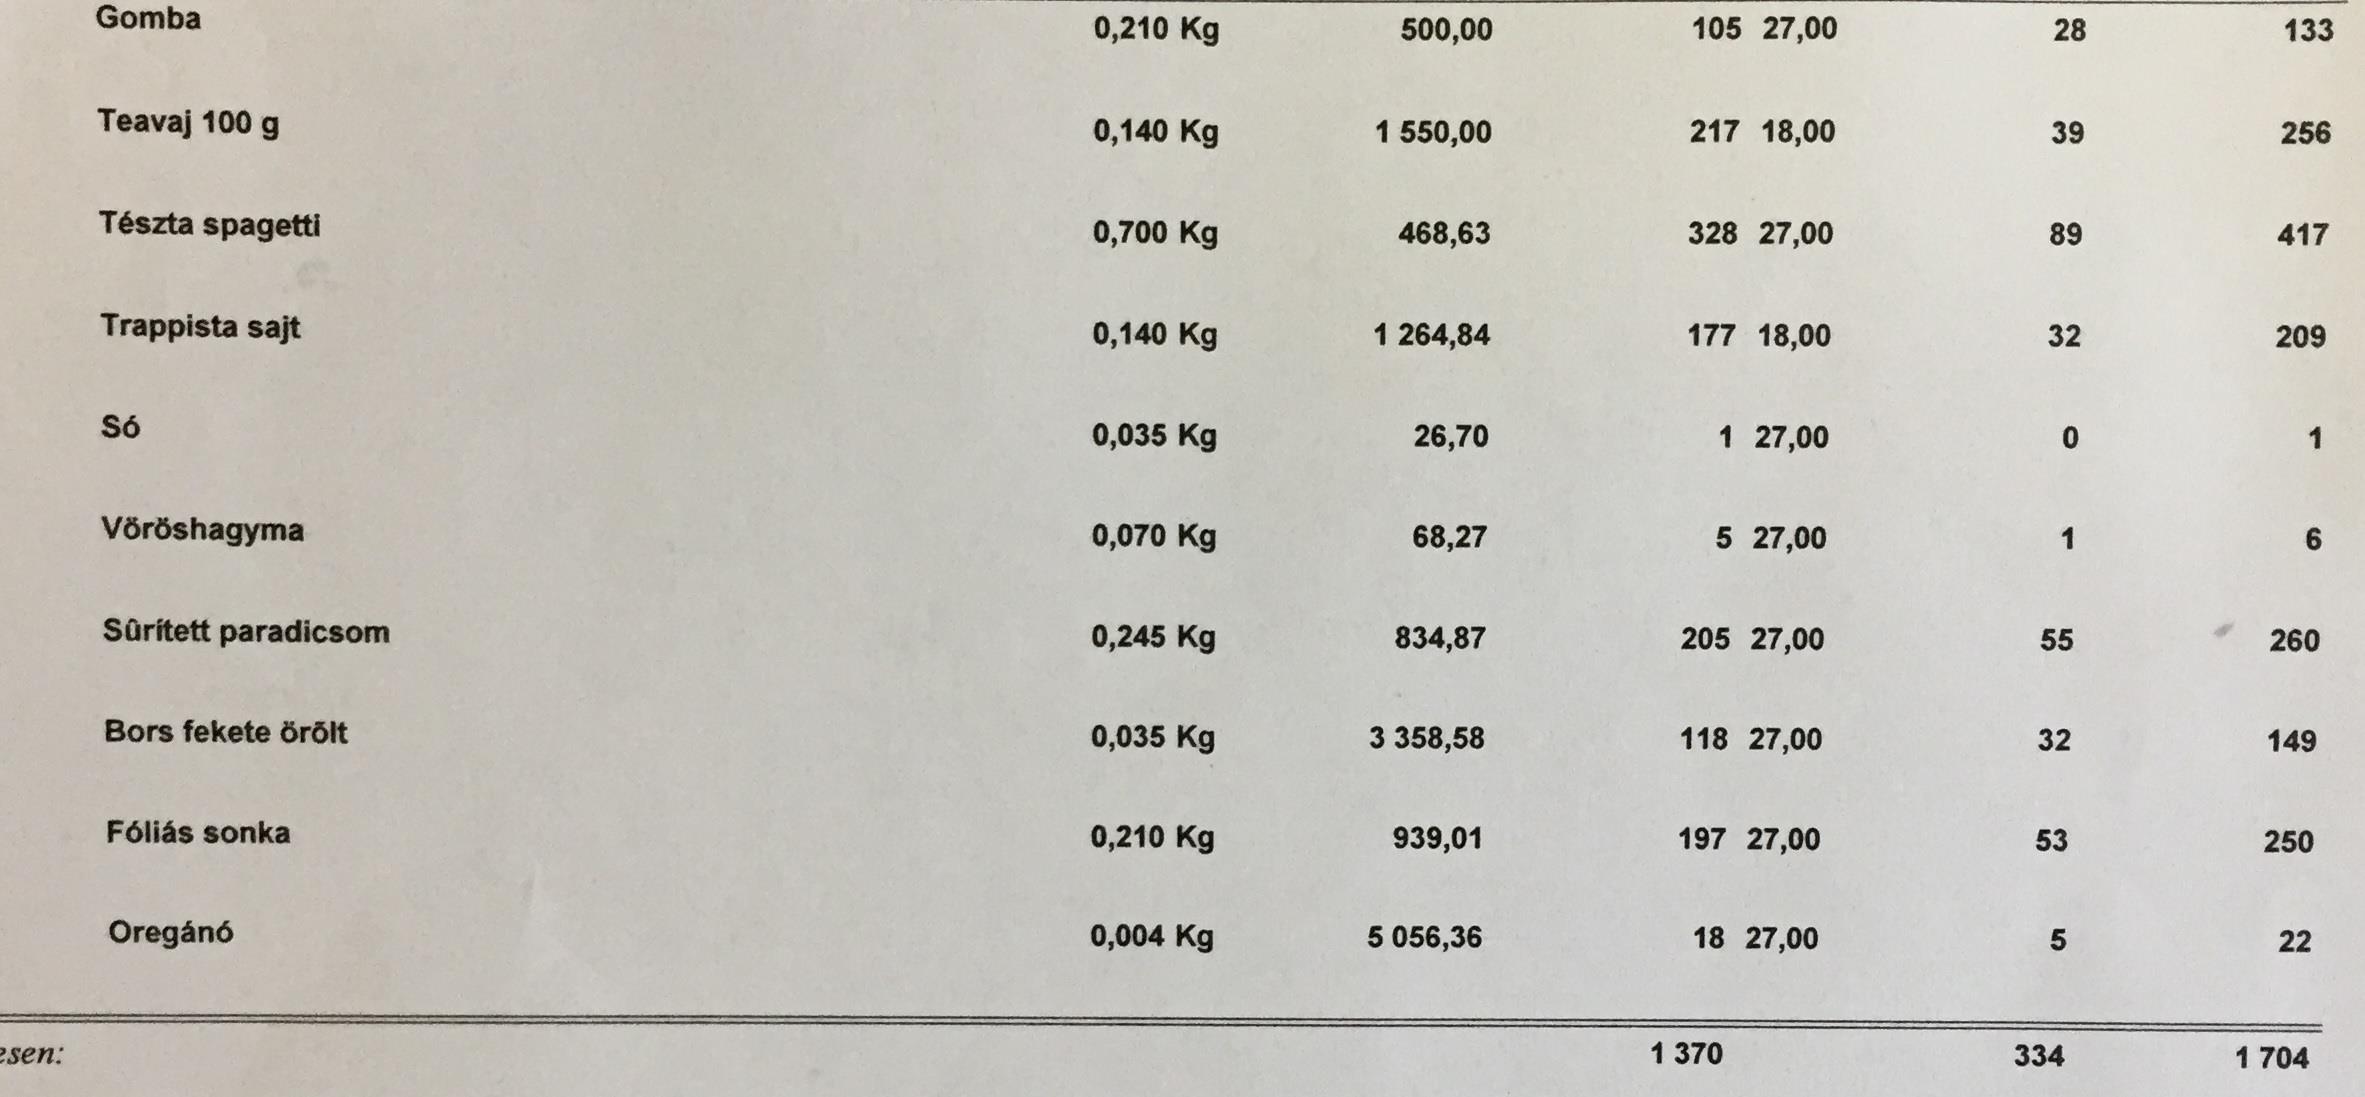 Gomba 0,210 Kg 500,00 105 27,00 28 133
Teavaj 100 g 0,140 Kg 1 550,00 217 18,00 39 256
Tészta spagetti 0,700 Kg 468,63 328 27,00 89 417
Trappista sajt 0,140 Kg 1 264,84 177 18,00 32 209
Só 0,035 Kg 26,70 1 27,00 0 1
Vöröshagyma 0,070 Kg 68,27 5 27,00 1 6
Sûrített paradicsom 0,245 Kg 834,87 205 27,00 55 260
Bors fekete örõlt 0,035 Kg 3 358,58 118 27,00 32 149
Fóliás sonka 0,210 Kg 939,01 197 27,00 53 250
Oregánó 0,004 Kg 5 056,36 18 27,00 5 22
esen: 1 370 334 1 704